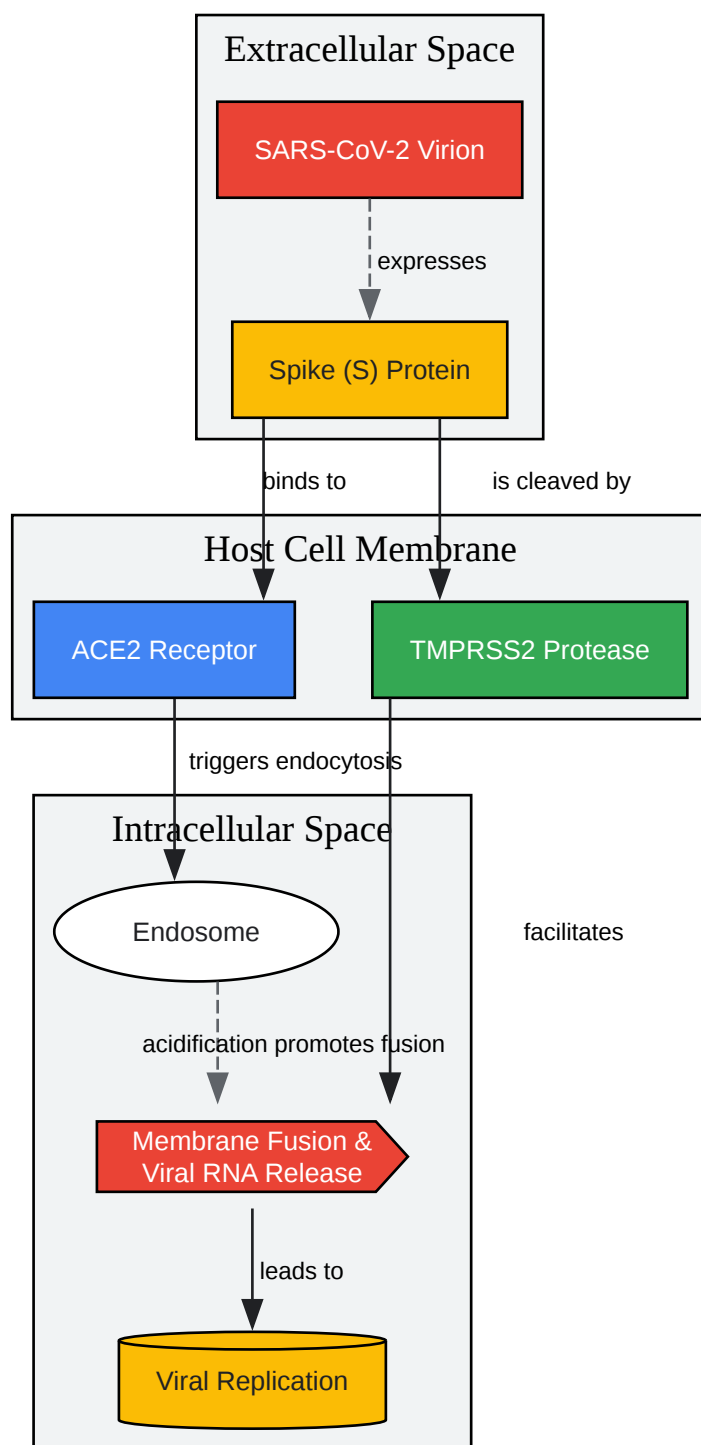 Extracellular Space
SARS-CoV-2 Virion
expresses
Spike (S) Protein
binds to
is cleaved by
Host Cell Membrane
ACE2 Receptor
TMPRSS2 Protease
triggers endocytosis
Intracellular Space
Endosome
facilitates
acidification promotes fusion
Membrane Fusion &
Viral RNA Release
leads to
Viral Replication